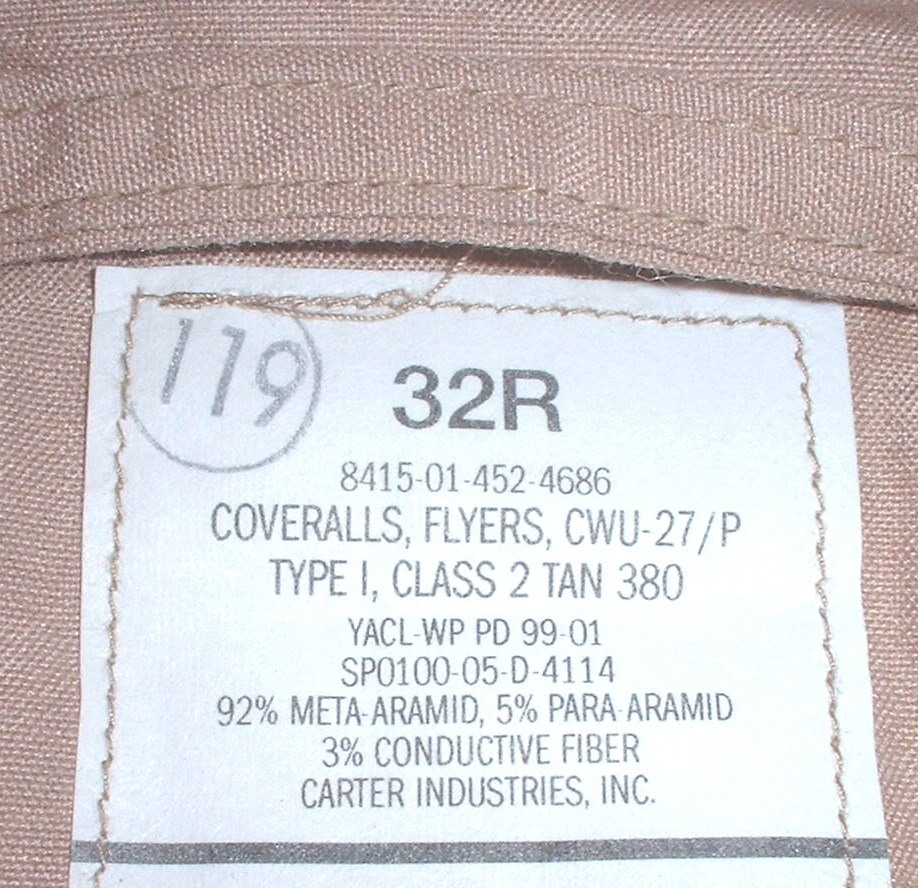 119
32R
8415-01-452-4686
COVERALLS, FLYERS, CWU-27/P
TYPE I, CLASS 2 TAN 380
YACL-WP PD 99-01
SP0100-05-D-4114
92% META-ARAMID, 5% PARA-ARAMID
3% CONDUCTIVE FIBER
CARTER INDUSTRIES, INC.